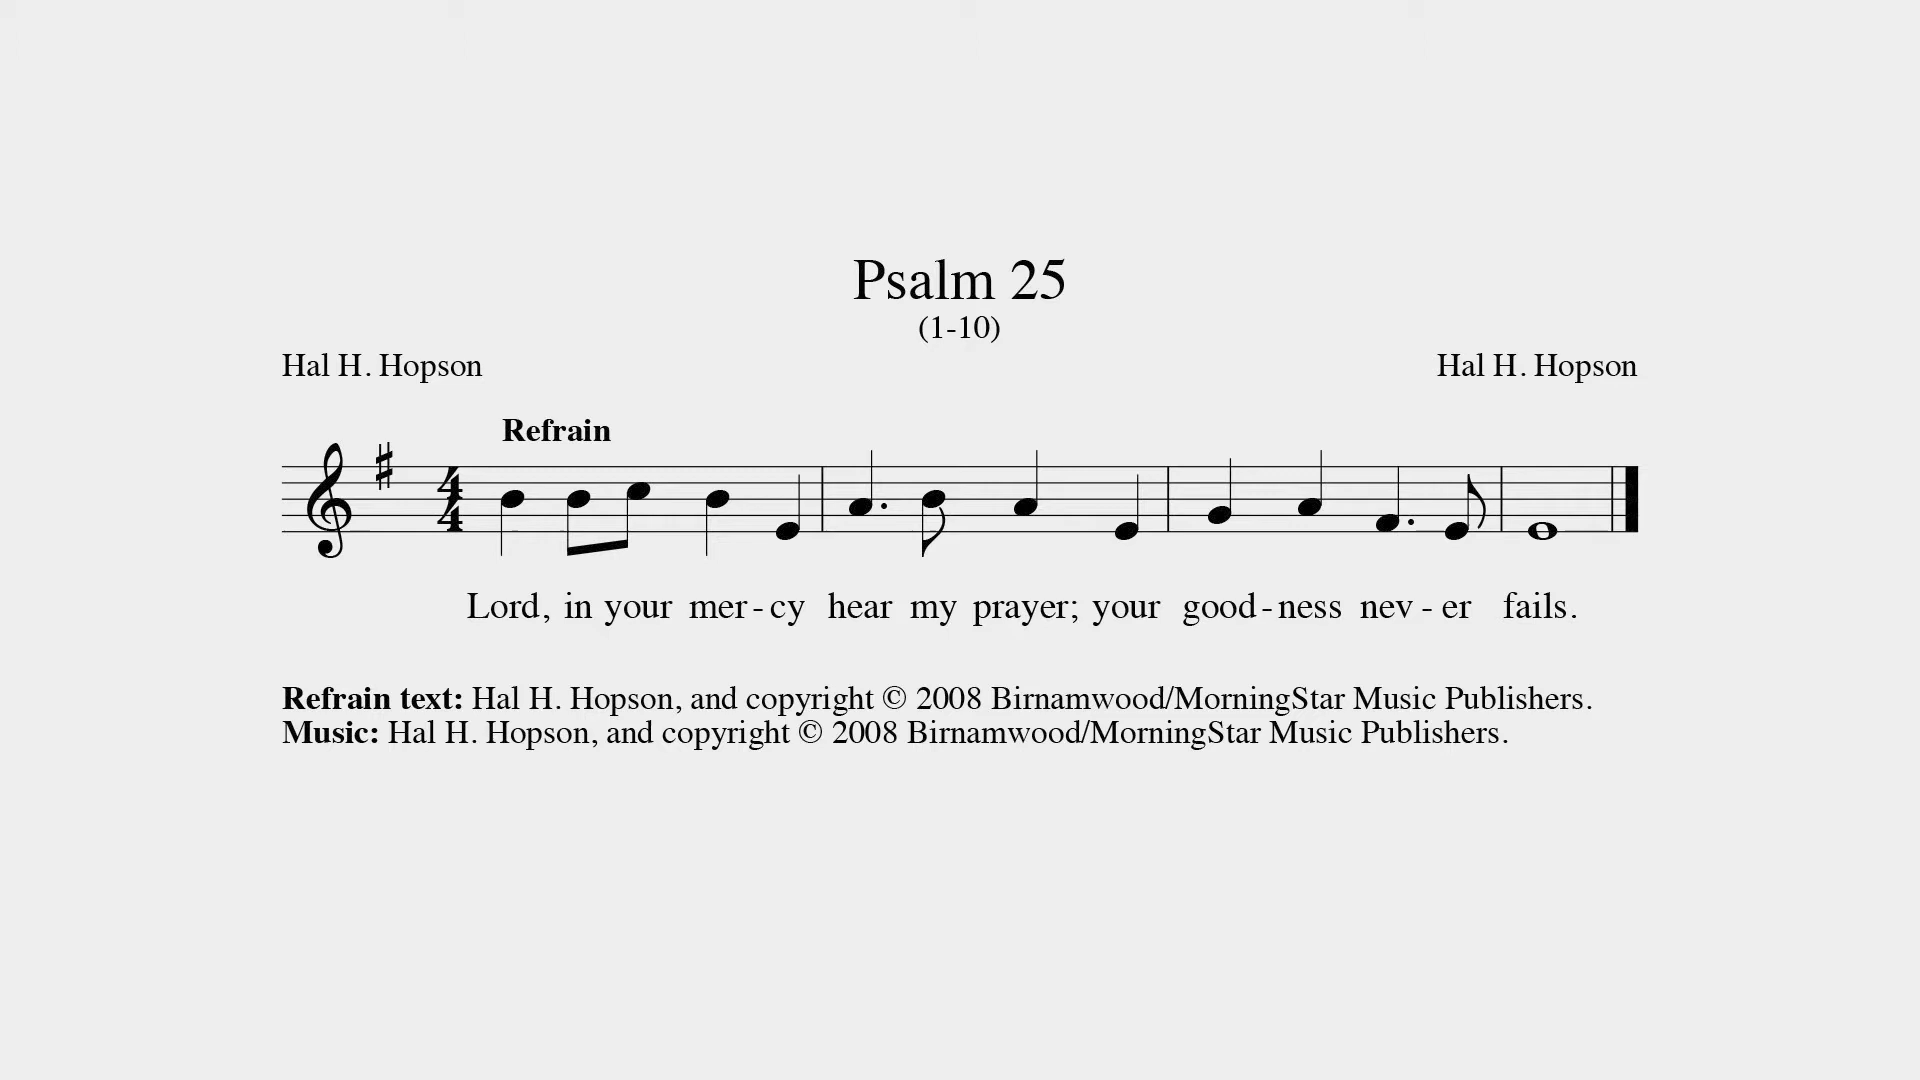 Psalm 25
(1-10)
Hal H. Hopson Hal H. Hopson
Refrain
4
4
Lord, in your mer - cy hear my prayer; your good - ness nev - er fails.
Refrain text: Hal H. Hopson, and copyright © 2008 Birnamwood/MorningStar Music Publishers.
Music: Hal H. Hopson, and copyright © 2008 Birnamwood/MorningStar Music Publishers.